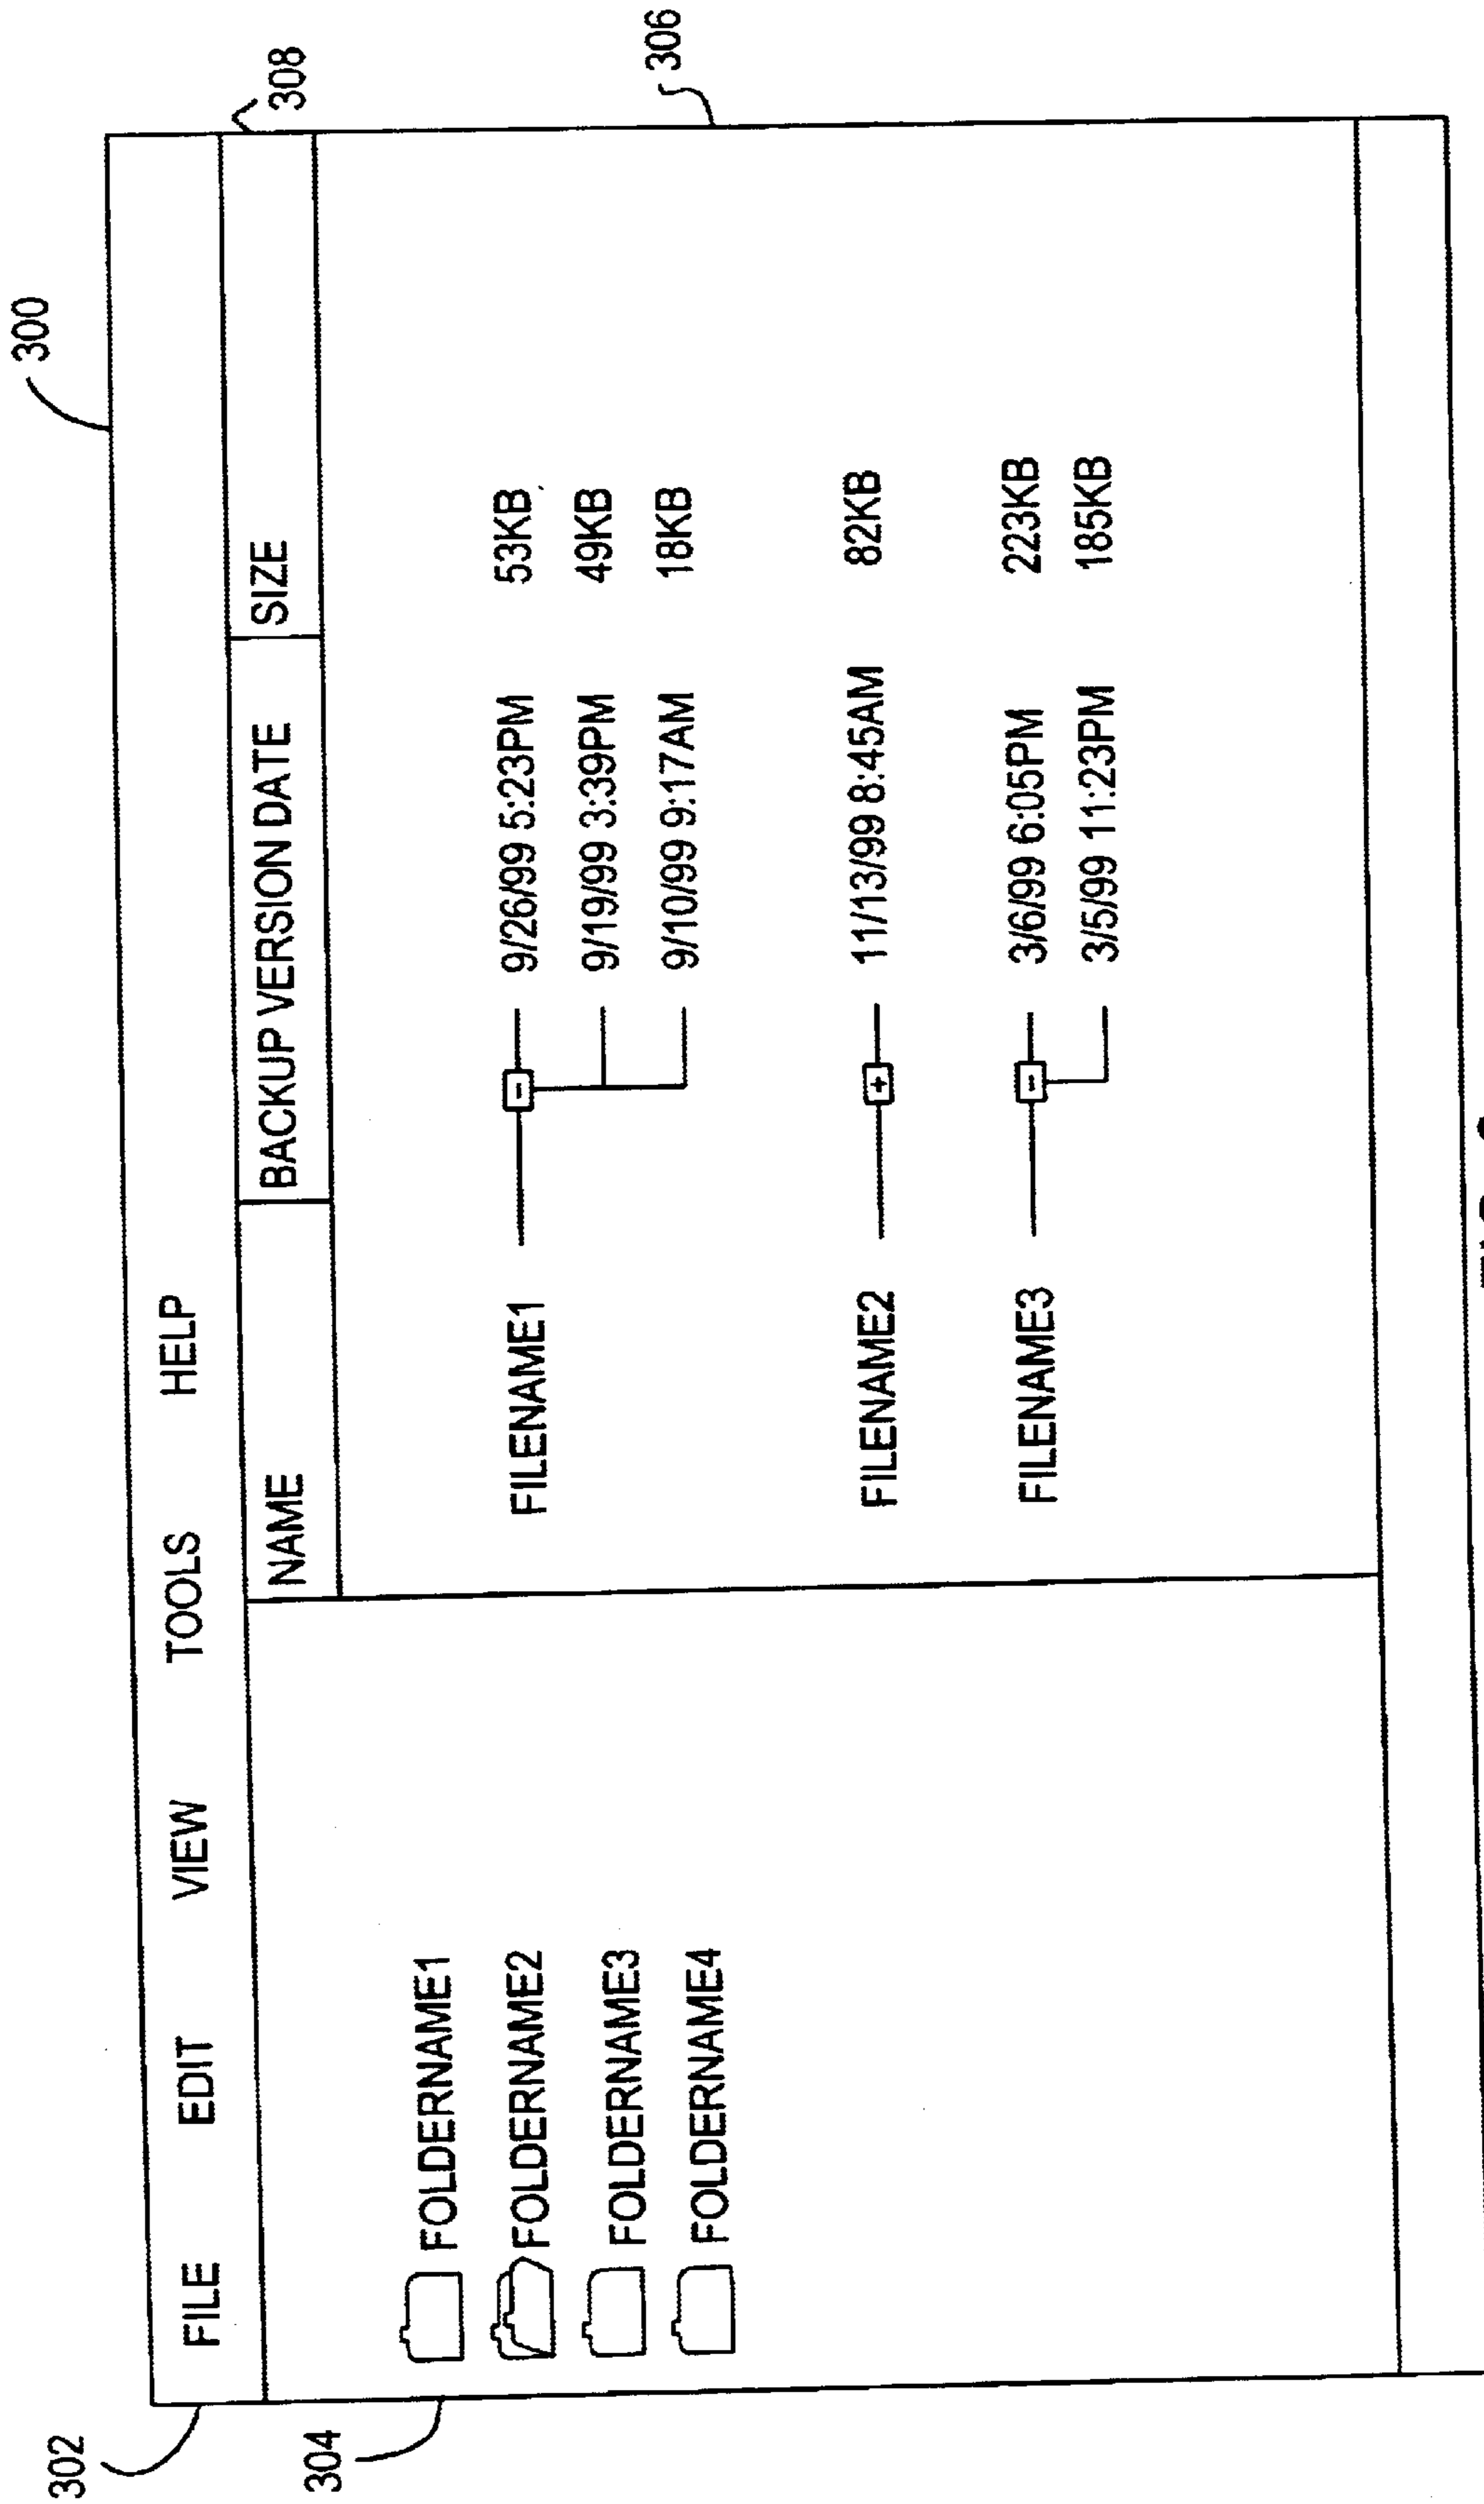 300
302
FILE EDIT VIEW TOOLS HELP
308
NAME BACKUP VERSION DATE SIZE
304
FOLDERNAME1
FOLDERNAME2
FOLDERNAME3
FOLDERNAME4
306
FILENAME1 - 9/26/99 5:23PM 53KB
9/19/99 3:39PM 49KB
9/10/99 9:17AM 18KB
FILENAME2 + 11/13/99 8:45AM 82KB
FILENAME3 - 3/6/99 6:05PM 223KB
3/5/99 11:23PM 185KB